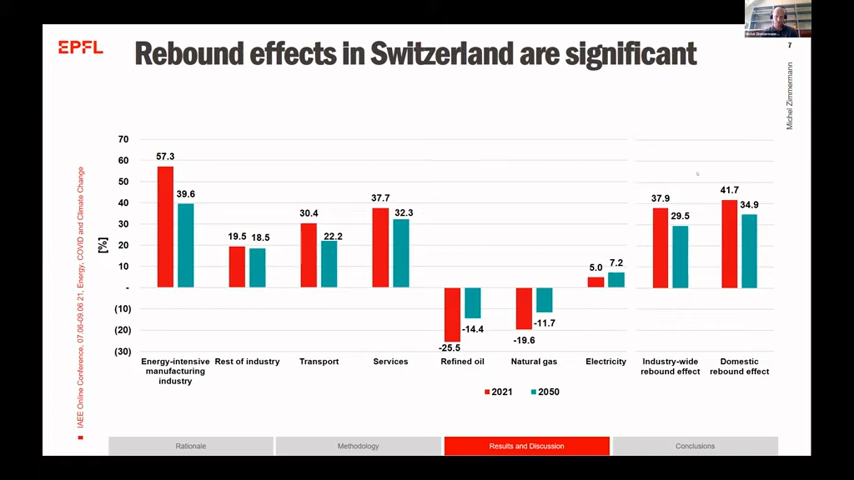 EPFL
Rebound effects in Switzerland are significant
7
Michel Zimmermann
IAEE Online Conference, 07.06-09.06 21, Energy, COVID and Climate Change
[%]
70
60
50
40
30
20
10
-
(10)
(20)
(30)
57.3
39.6
19.5 18.5
30.4
22.2
37.7
32.3
-25.5
-14.4
-19.6
-11.7
5.0
7.2
37.9
29.5
41.7
34.9
Energy-intensive
manufacturing
industry
Rest of industry
Transport
Services
Refined oil
Natural gas
Electricity
Industry-wide
rebound effect
Domestic
rebound effect
2021
2050
Rationale
Methodology
Results and Discussion
Conclusions